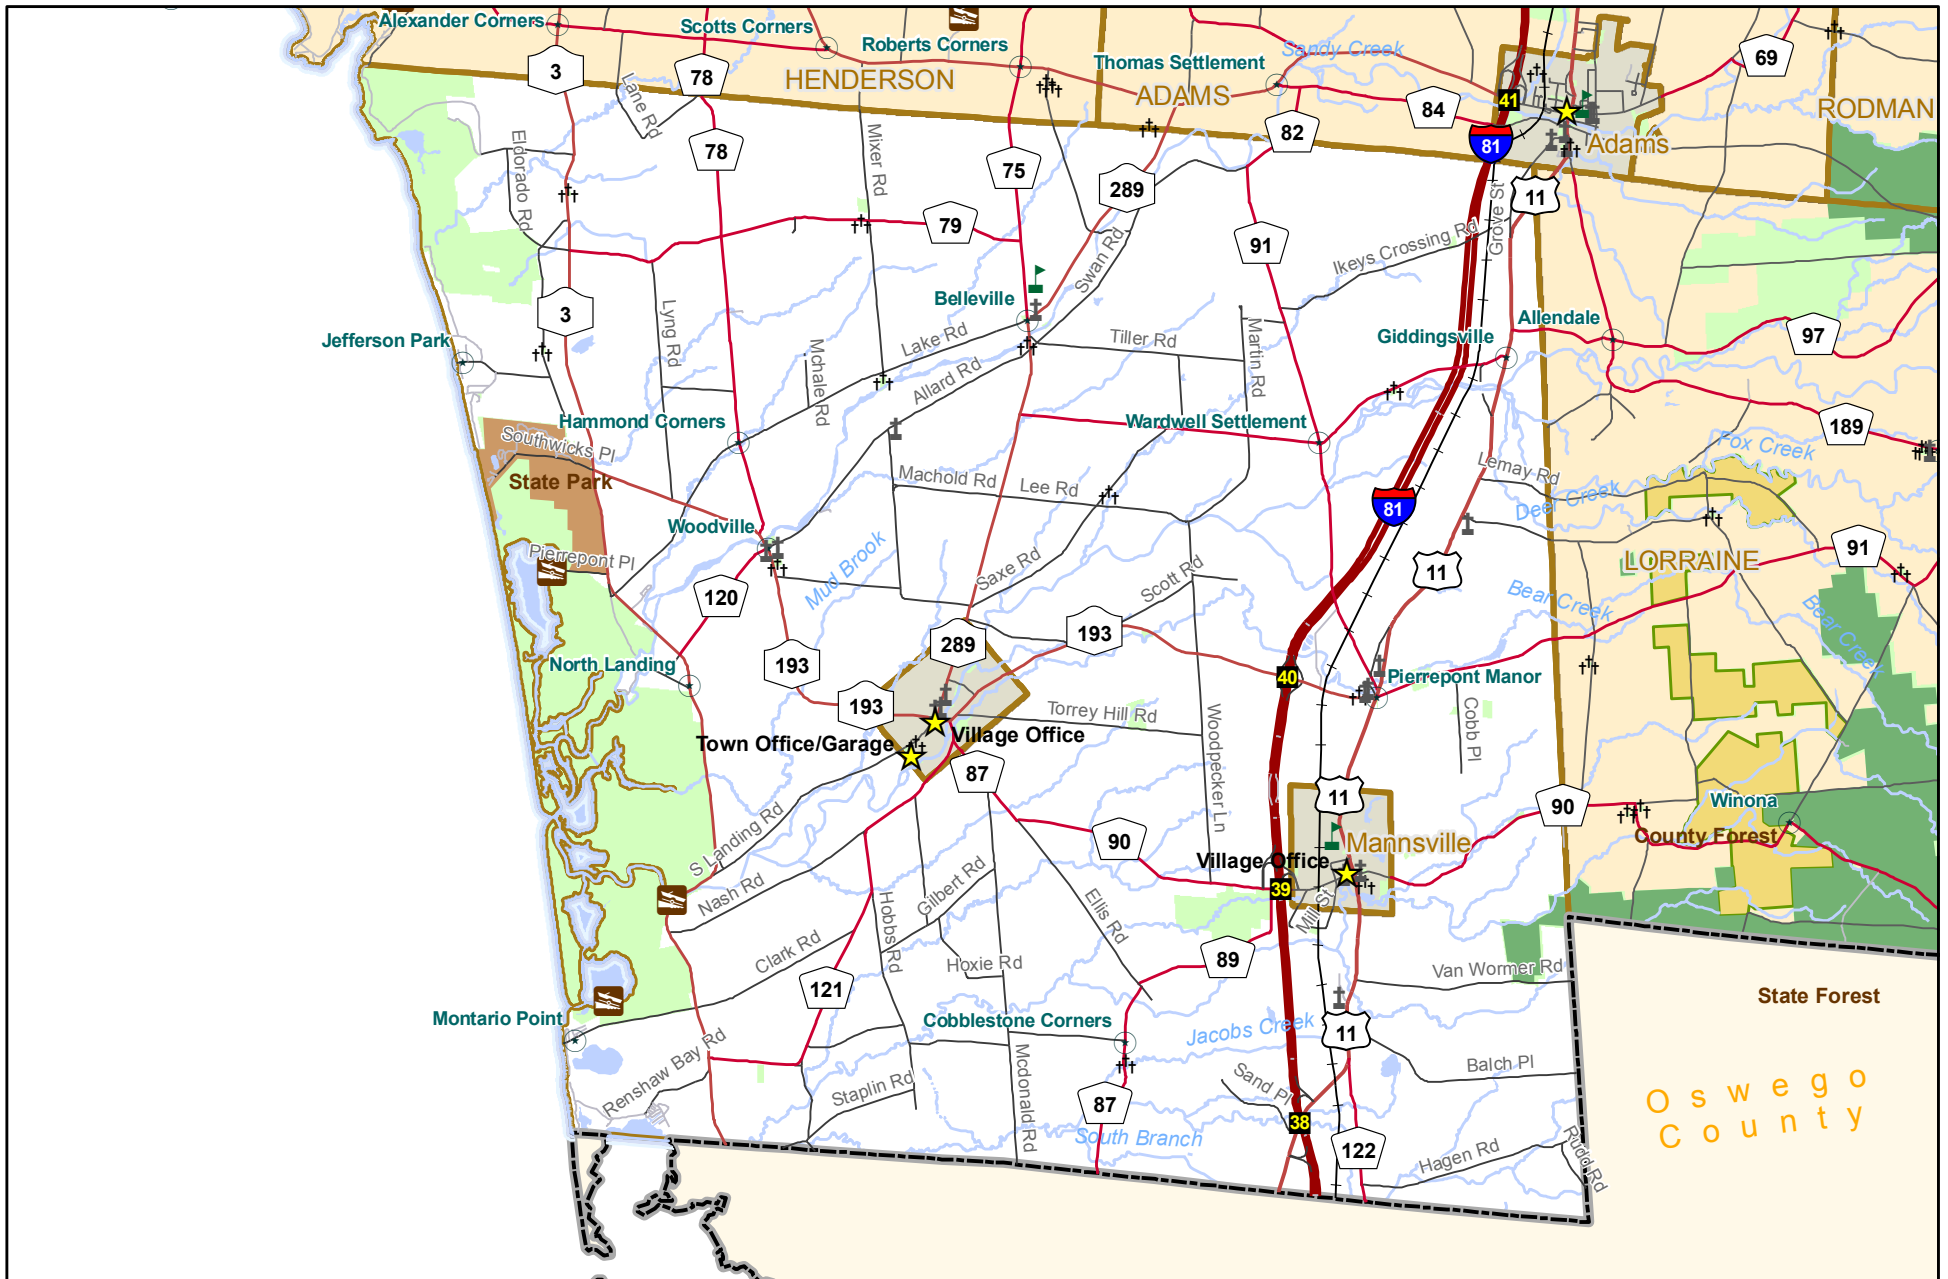 Alexander Corners
Scotts Corners
Roberts Corners
Sandy Creek
3
78
HENDERSON
Thomas Settlement
ADAMS
84
41
69
RODMAN
Lane Rd
82
81
Adams
Eldorado Rd
78
Mixer Rd
75
289
11
Grove St
79
91
Ikeys Crossing Rd
Swan Rd
Belleville
3
Lyng Rd
Jefferson Park
Mchale Rd
Lake Rd
Allard Rd
Tiller Rd
Martin Rd
Giddingsville
Allendale
97
Hammond Corners
Wardwell Settlement
189
Fox Creek
Southwicks Pl
State Park
Machold Rd
Lee Rd
Lemay Rd
Deer Creek
81
Woodville
Pierrepont Pl
Mud Brook
Saxe Rd
Scott Rd
11
LORRAINE
91
Bear Creek
Bear Creek
120
193
289
193
North Landing
193
40
Pierrepont Manor
Torrey Hill Rd
Woodpecker Ln
Cobb Pl
Town Office/Garage
Village Office
87
11
90
Winona
County Forest
S Landing Rd
90
Mannsville
Village Office
39
Mill St
Nash Rd
Gilbert Rd
Hobbs Rd
Ellis Rd
Clark Rd
Hoxie Rd
89
Van Wormer Rd
State Forest
121
Montario Point
Cobblestone Corners
Jacobs Creek
11
Renshaw Bay Rd
Staplin Rd
Mcdonald Rd
87
Sand Pl
38
Balch Pl
Oswego
County
South Branch
122
Hagen Rd
Rudd Rd